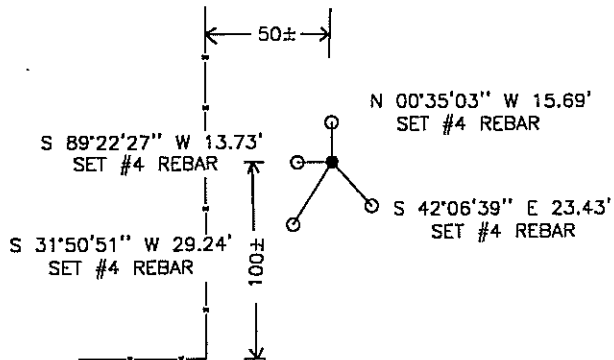 50±
N 00°35'03" W 15.69'
SET #4 REBAR
S 89°22'27" W 13.73'
SET #4 REBAR
S 42°06'39" E 23.43'
SET #4 REBAR
S 31°50'51" W 29.24'
SET #4 REBAR
100±